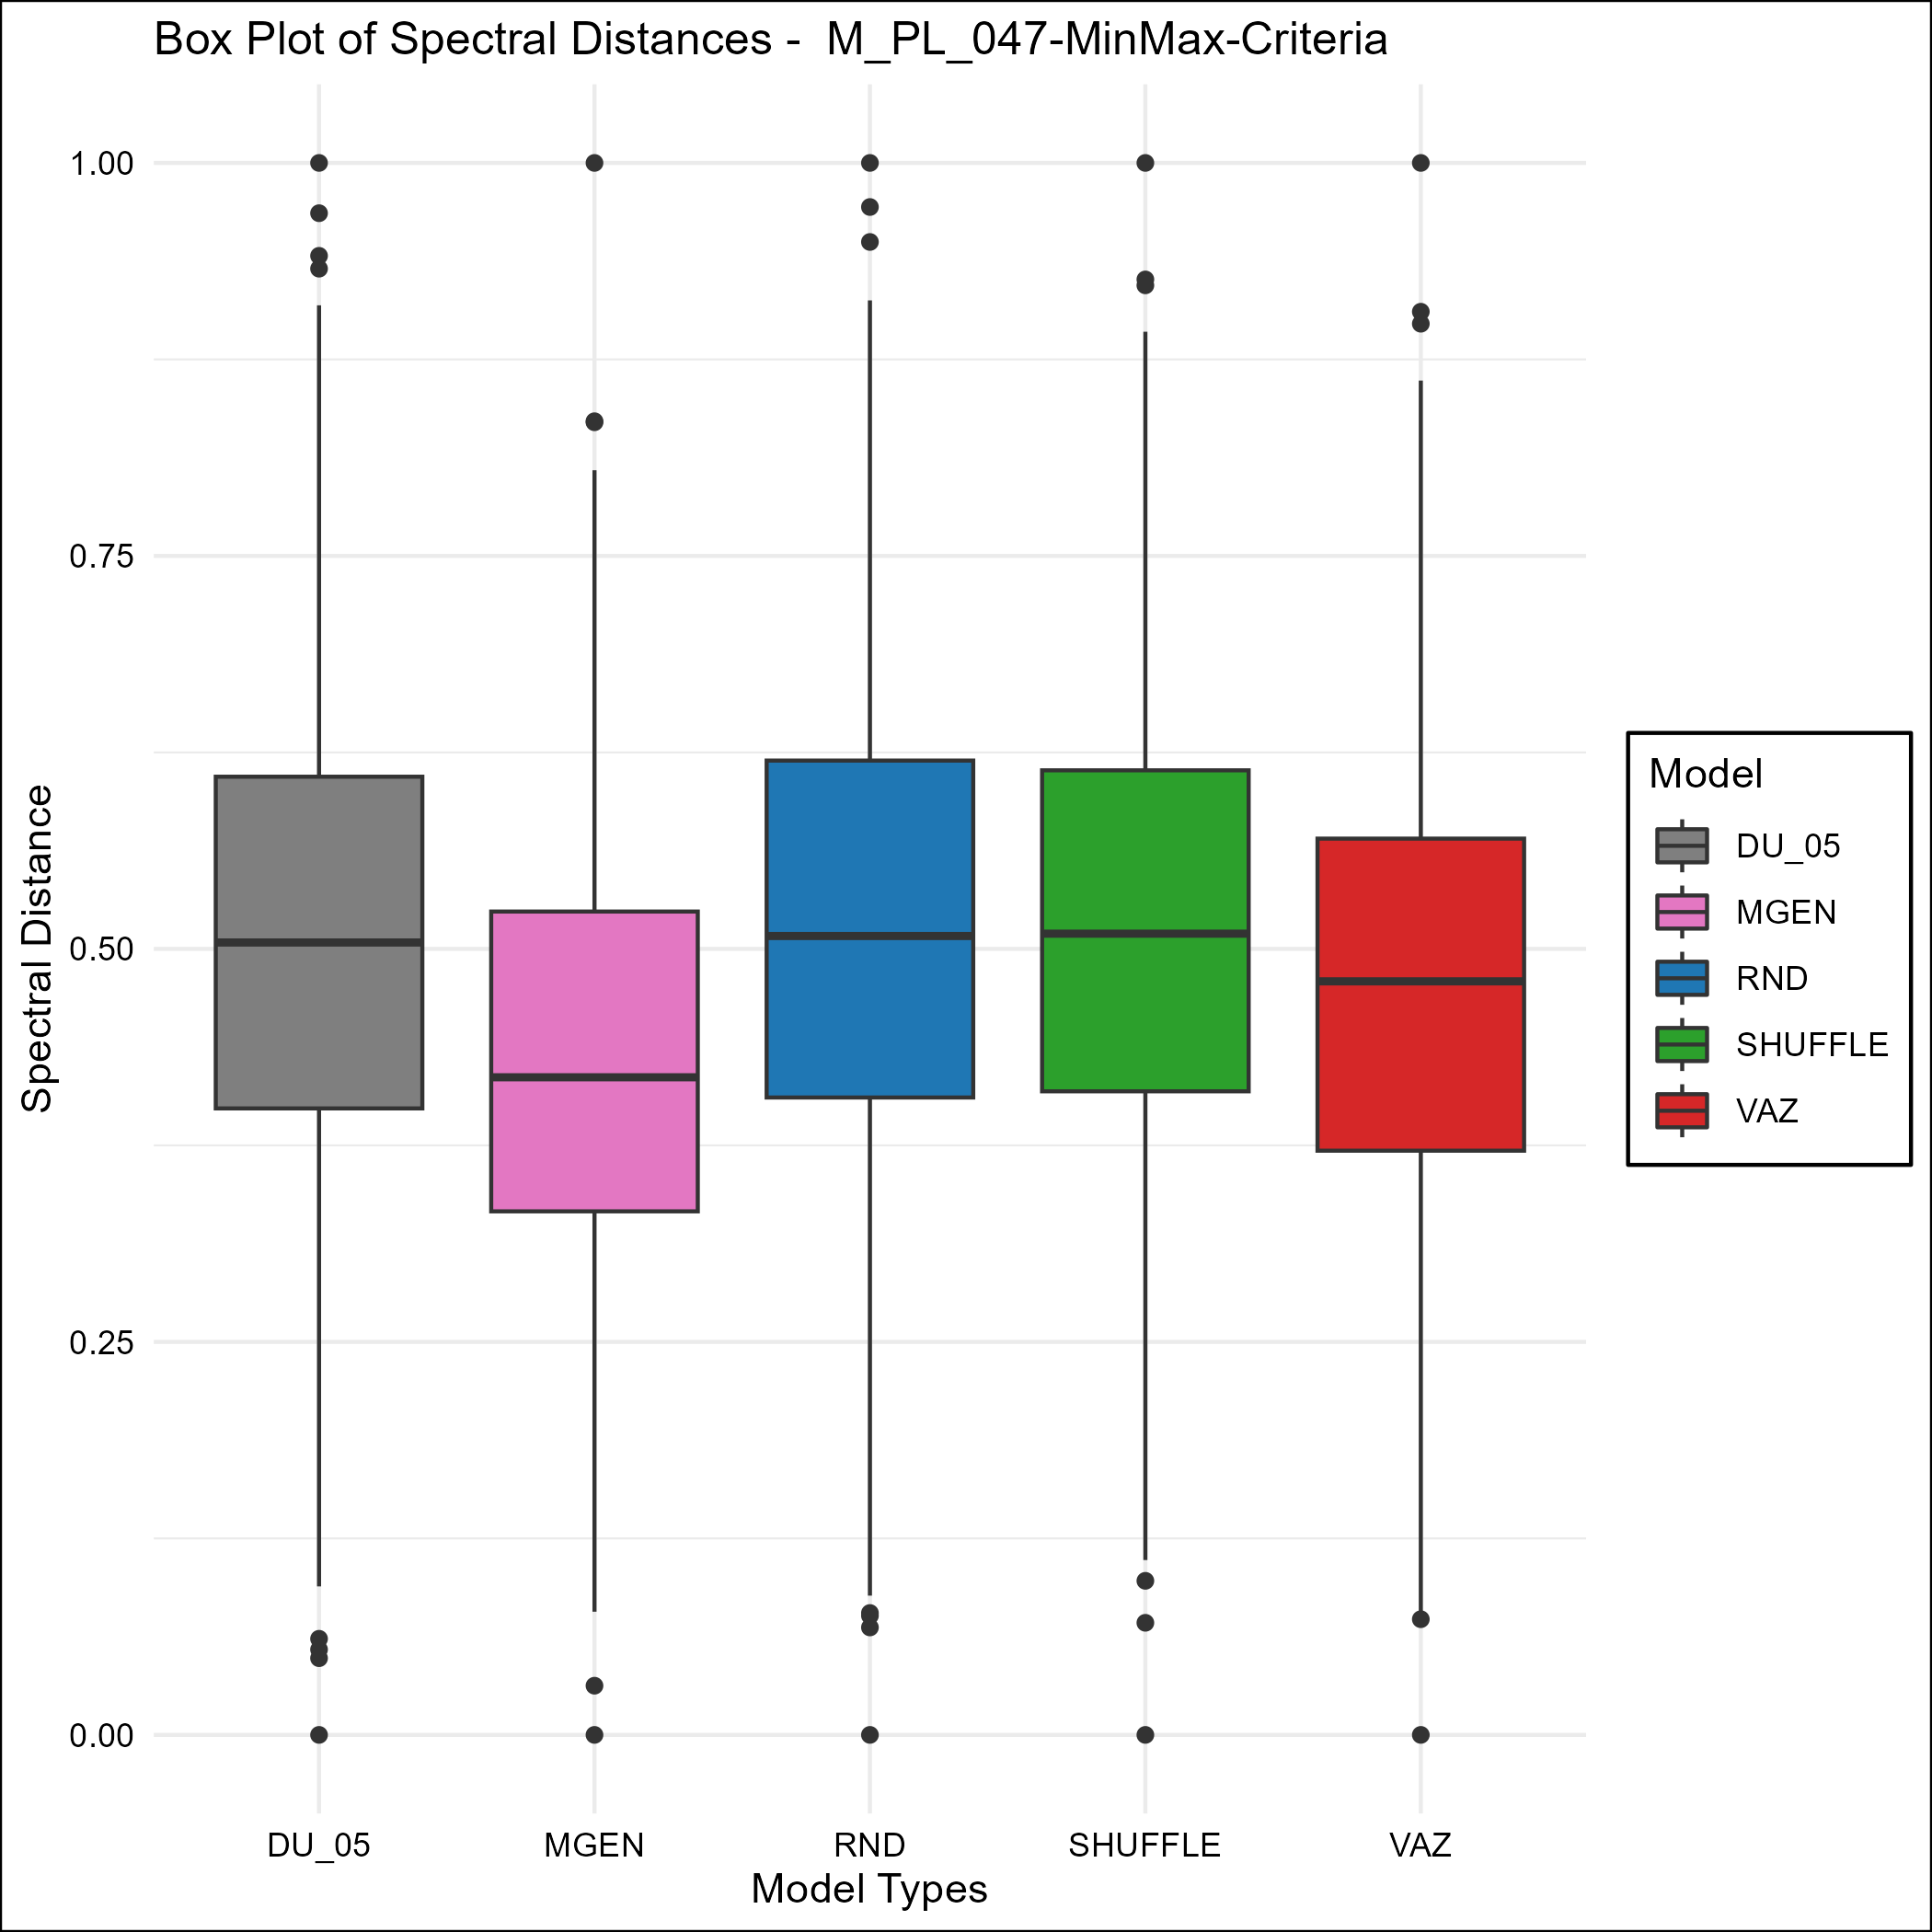 Box Plot of Spectral Distances -  M_PL_047-MinMax-Criteria
Spectral Distance
1.00
0.75
0.50
0.25
0.00
DU_05
MGEN
RND
SHUFFLE
VAZ
Model Types
Model
DU_05
MGEN
RND
SHUFFLE
VAZ